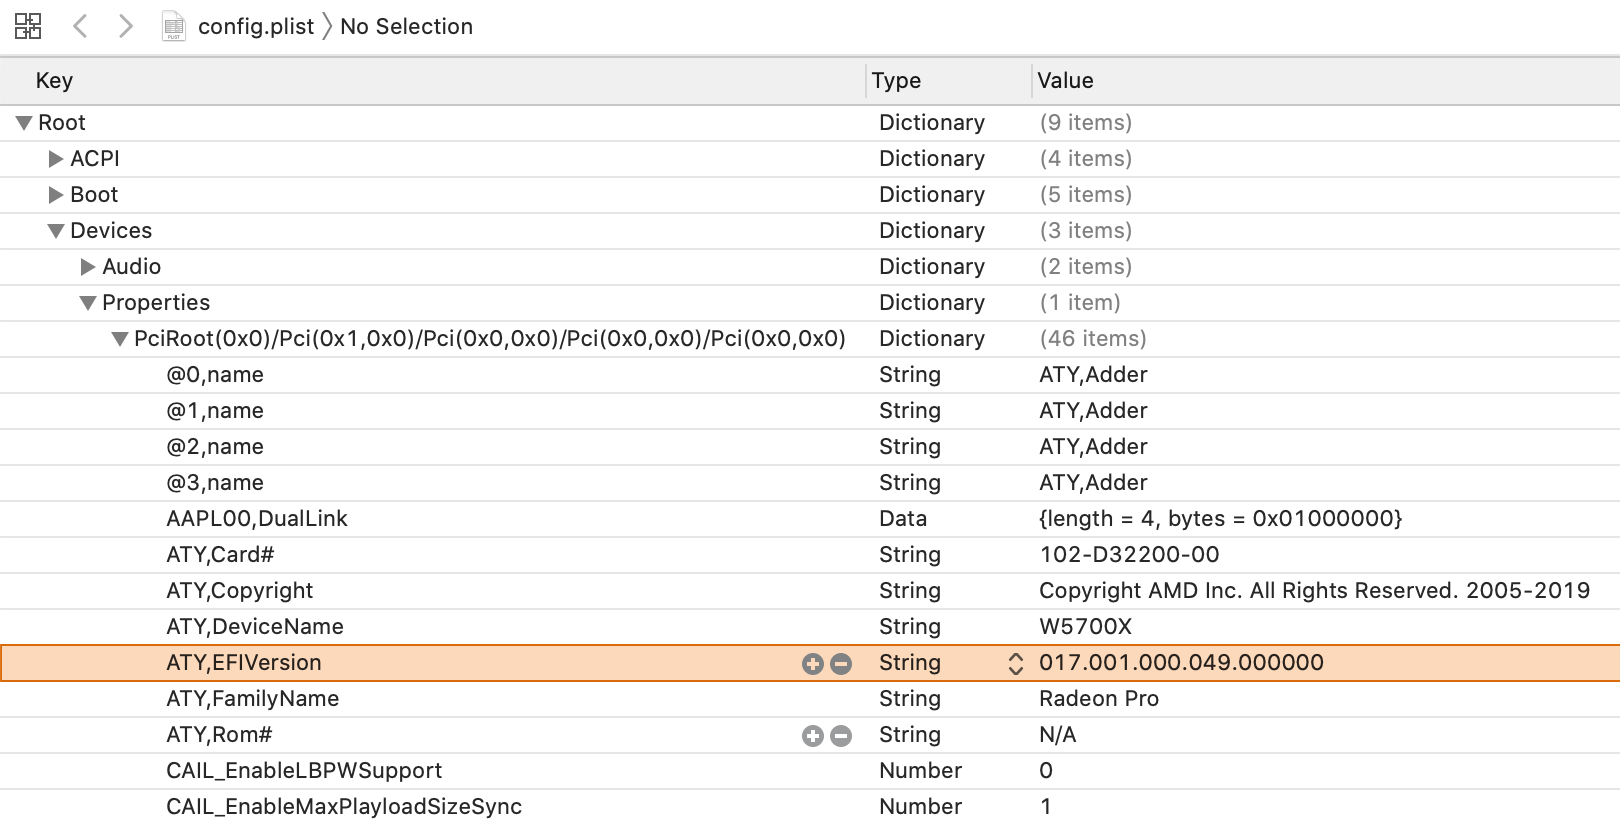 config.plist 〉No Selection
Key Type Value
Root Dictionary (9 items)
ACPI Dictionary (4 items)
Boot Dictionary (5 items)
Devices Dictionary (3 items)
Audio Dictionary (2 items)
Properties Dictionary (1 item)
PciRoot(0x0)/Pci(0x1,0x0)/Pci(0x0,0x0)/Pci(0x0,0x0)/Pci(0x0,0x0) Dictionary (46 items)
@0,name String ATY,Adder
@1,name String ATY,Adder
@2,name String ATY,Adder
@3,name String ATY,Adder
AAPL00,DualLink Data {length = 4, bytes = 0x01000000}
ATY,Card# String 102-D32200-00
ATY,Copyright String Copyright AMD Inc. All Rights Reserved. 2005-2019
ATY,DeviceName String W5700X
ATY,EFIVersion String 017.001.000.049.000000
ATY,FamilyName String Radeon Pro
ATY,Rom# String N/A
CAIL_EnableLBPWSupport Number 0
CAIL_EnableMaxPlayloadSizeSync Number 1